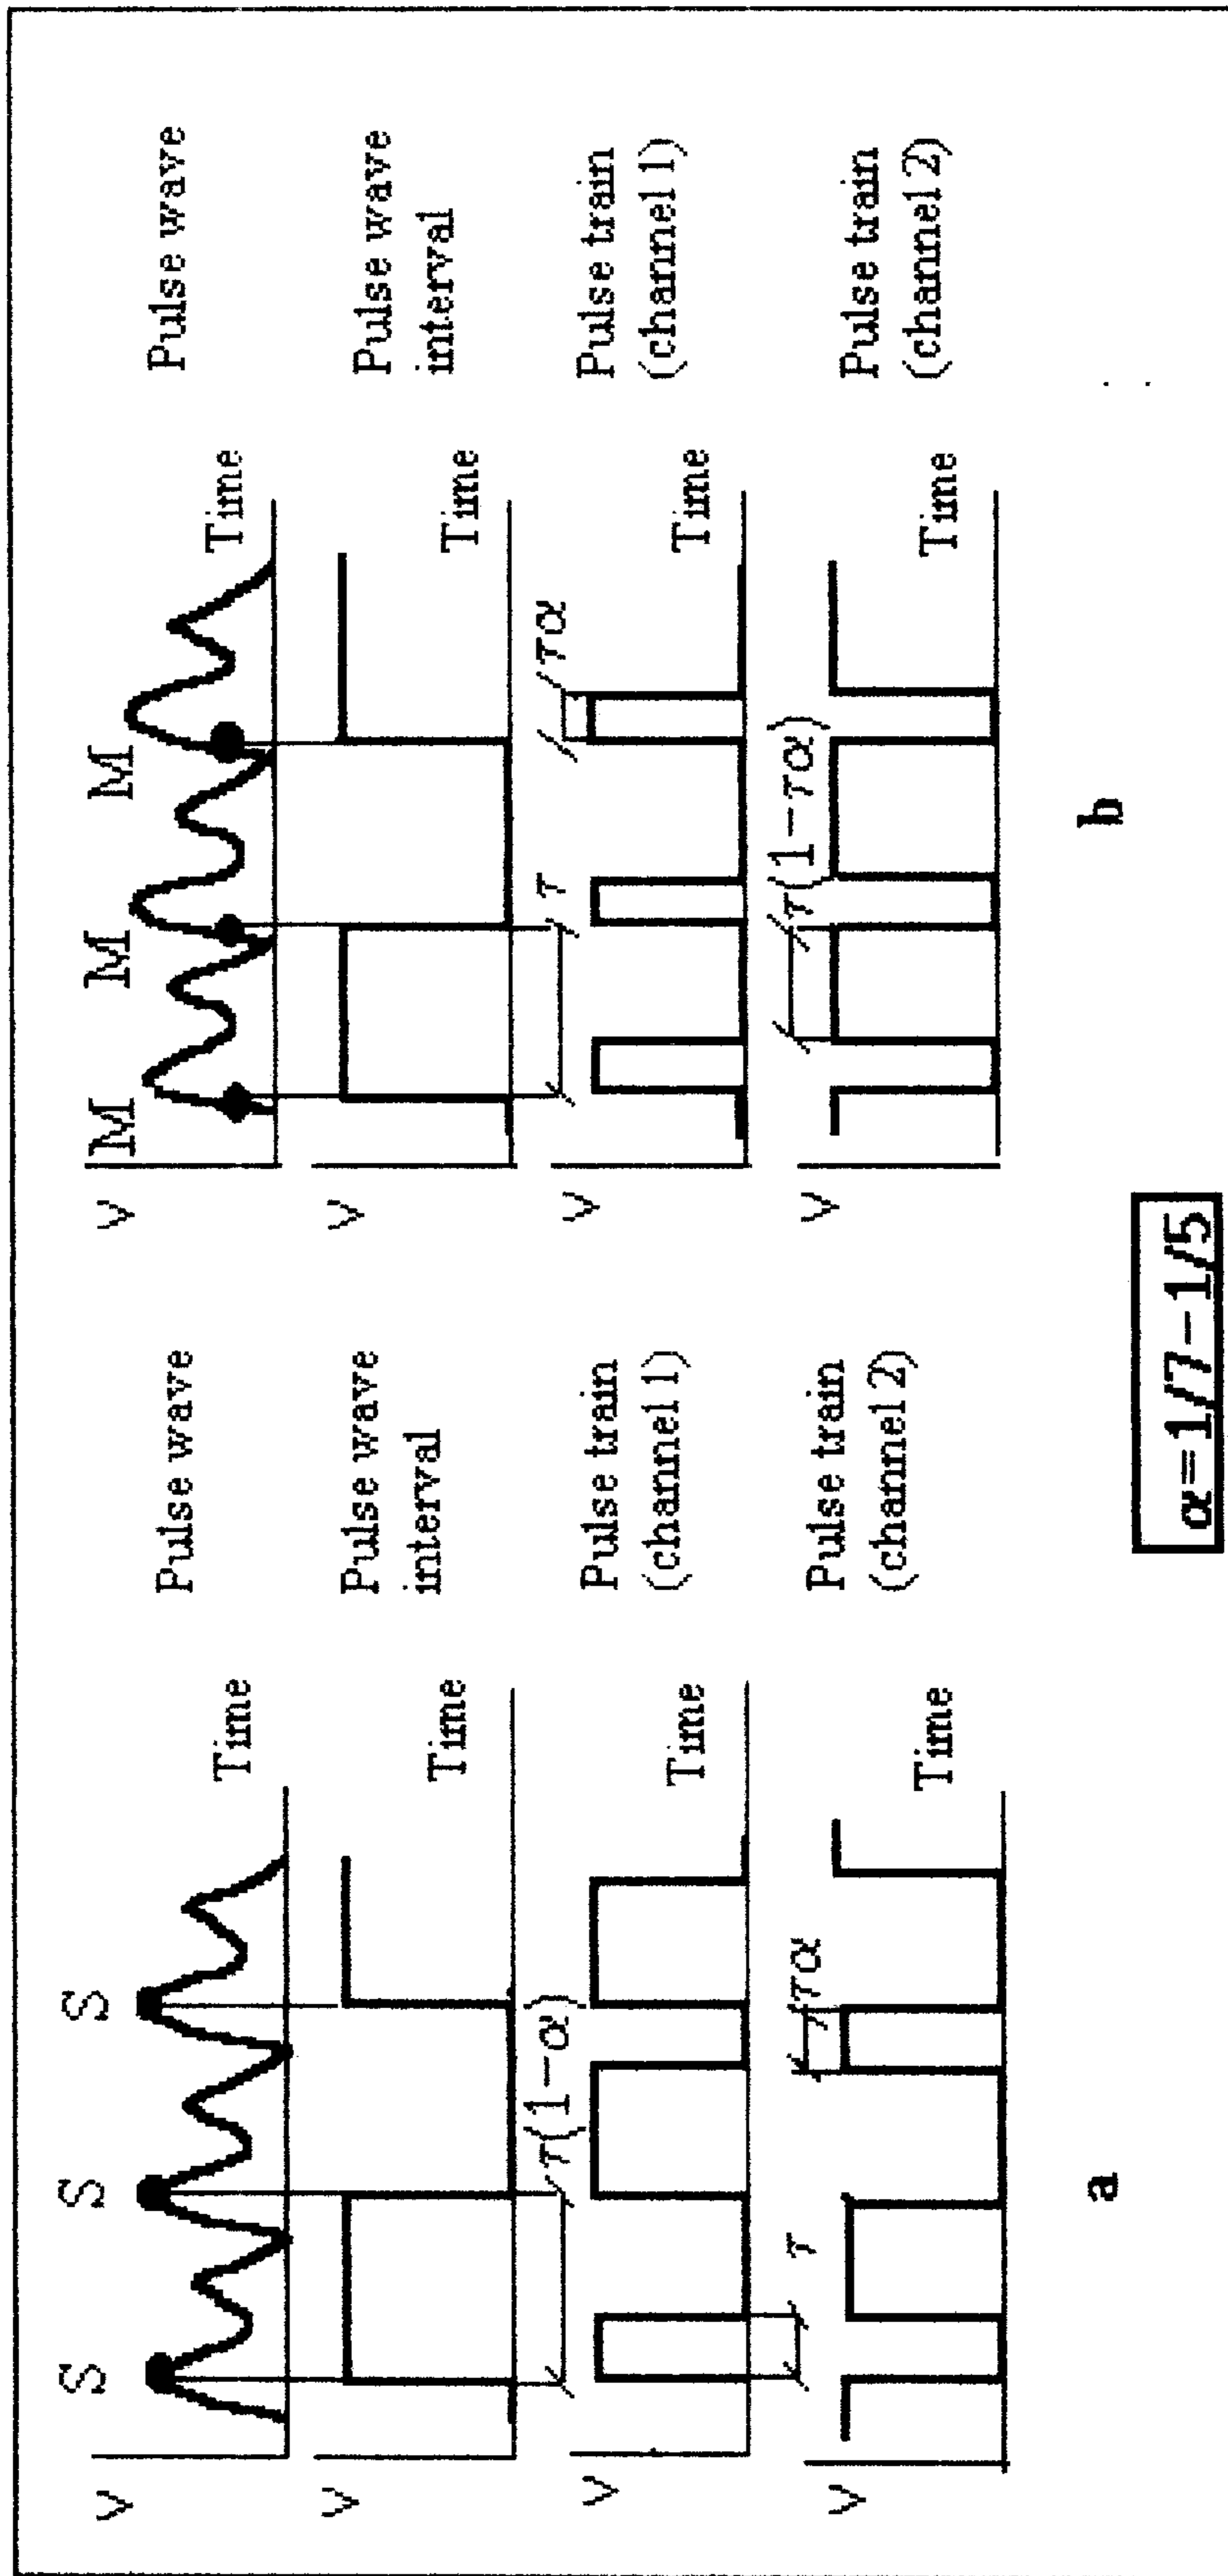 S
S
S
V
Time
Pulse wave
V
Time
Pulse wave
interval
τ(1−α)
V
Time
Pulse train
(channel 1)
τ
τα
V
Time
Pulse train
(channel 2)
a
M
M
M
V
Time
Pulse wave
V
Time
Pulse wave
interval
τ
τα
V
Time
Pulse train
(channel 1)
τ(1−τα)
V
Time
Pulse train
(channel 2)
b
α=1/7−1/5